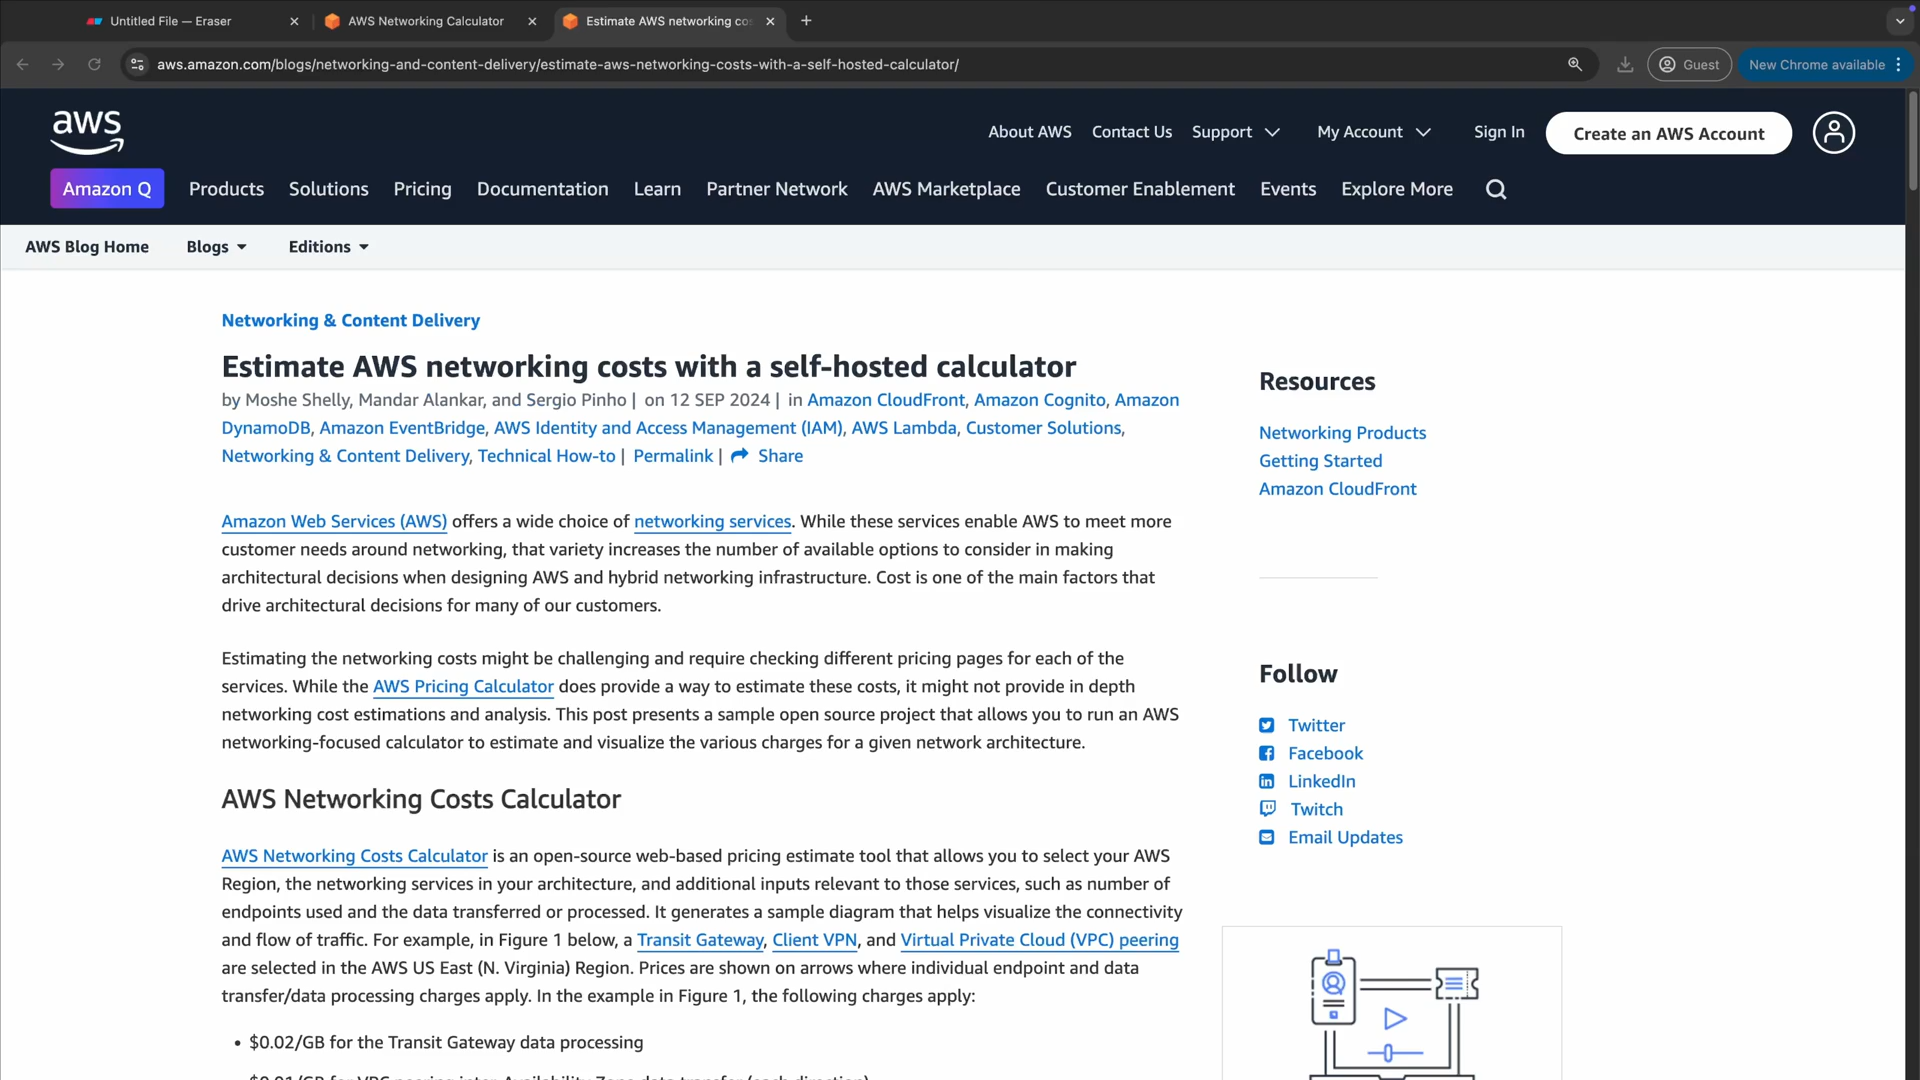 Untitled File — Eraser
AWS Networking Calculator
Estimate AWS networking cos
aws.amazon.com/blogs/networking-and-content-delivery/estimate-aws-networking-costs-with-a-self-hosted-calculator/
Guest
New Chrome available
aws
About AWS
Contact Us
Support
My Account
Sign In
Create an AWS Account
Amazon Q
Products
Solutions
Pricing
Documentation
Learn
Partner Network
AWS Marketplace
Customer Enablement
Events
Explore More
AWS Blog Home
Blogs
Editions
Networking & Content Delivery
Estimate AWS networking costs with a self-hosted calculator
by Moshe Shelly, Mandar Alankar, and Sergio Pinho | on 12 SEP 2024 | in Amazon CloudFront, Amazon Cognito, Amazon
DynamoDB, Amazon EventBridge, AWS Identity and Access Management (IAM), AWS Lambda, Customer Solutions,
Networking & Content Delivery, Technical How-to | Permalink | Share
Amazon Web Services (AWS) offers a wide choice of networking services. While these services enable AWS to meet more
customer needs around networking, that variety increases the number of available options to consider in making
architectural decisions when designing AWS and hybrid networking infrastructure. Cost is one of the main factors that
drive architectural decisions for many of our customers.
Estimating the networking costs might be challenging and require checking different pricing pages for each of the
services. While the AWS Pricing Calculator does provide a way to estimate these costs, it might not provide in depth
networking cost estimations and analysis. This post presents a sample open source project that allows you to run an AWS
networking-focused calculator to estimate and visualize the various charges for a given network architecture.
AWS Networking Costs Calculator
AWS Networking Costs Calculator is an open-source web-based pricing estimate tool that allows you to select your AWS
Region, the networking services in your architecture, and additional inputs relevant to those services, such as number of
endpoints used and the data transferred or processed. It generates a sample diagram that helps visualize the connectivity
and flow of traffic. For example, in Figure 1 below, a Transit Gateway, Client VPN, and Virtual Private Cloud (VPC) peering
are selected in the AWS US East (N. Virginia) Region. Prices are shown on arrows where individual endpoint and data
transfer/data processing charges apply. In the example in Figure 1, the following charges apply:
• $0.02/GB for the Transit Gateway data processing
$0.01/GB for VPC peering inter-Availability Zone data transfer (each direction)
Resources
Networking Products
Getting Started
Amazon CloudFront
Follow
Twitter
Facebook
LinkedIn
Twitch
Email Updates